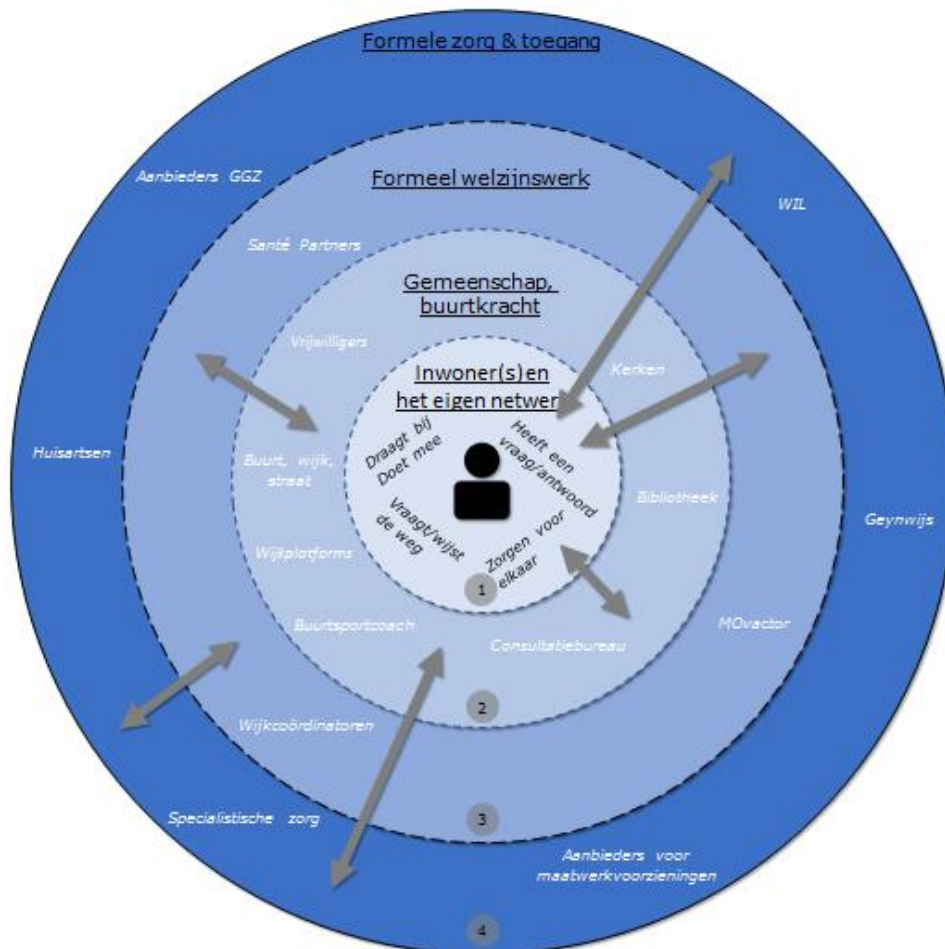 Formele zorg & toegang
Aanbieders GGZ
WIL
Formeel welzijnswerk
Santé Partners
Gemeenschap,
buurtkracht
Vrijwilligers
Kerken
Inwoner(s) en
het eigen netwer
Draagt bij
Doet mee
Heeft een
vraag/antwoord
Huisartsen
Buurt, wijk,
straat
Bibliotheek
Geynwijs
Vraagt/wijst
de weg
Zorgen voor
elkaar
Wijkplatforms
1
Buurtsportcoach
MOvactor
Consultatiebureau
2
Wijkcoördinatoren
3
Specialistische zorg
Aanbieders voor
maatwerkvoorzieningen
4